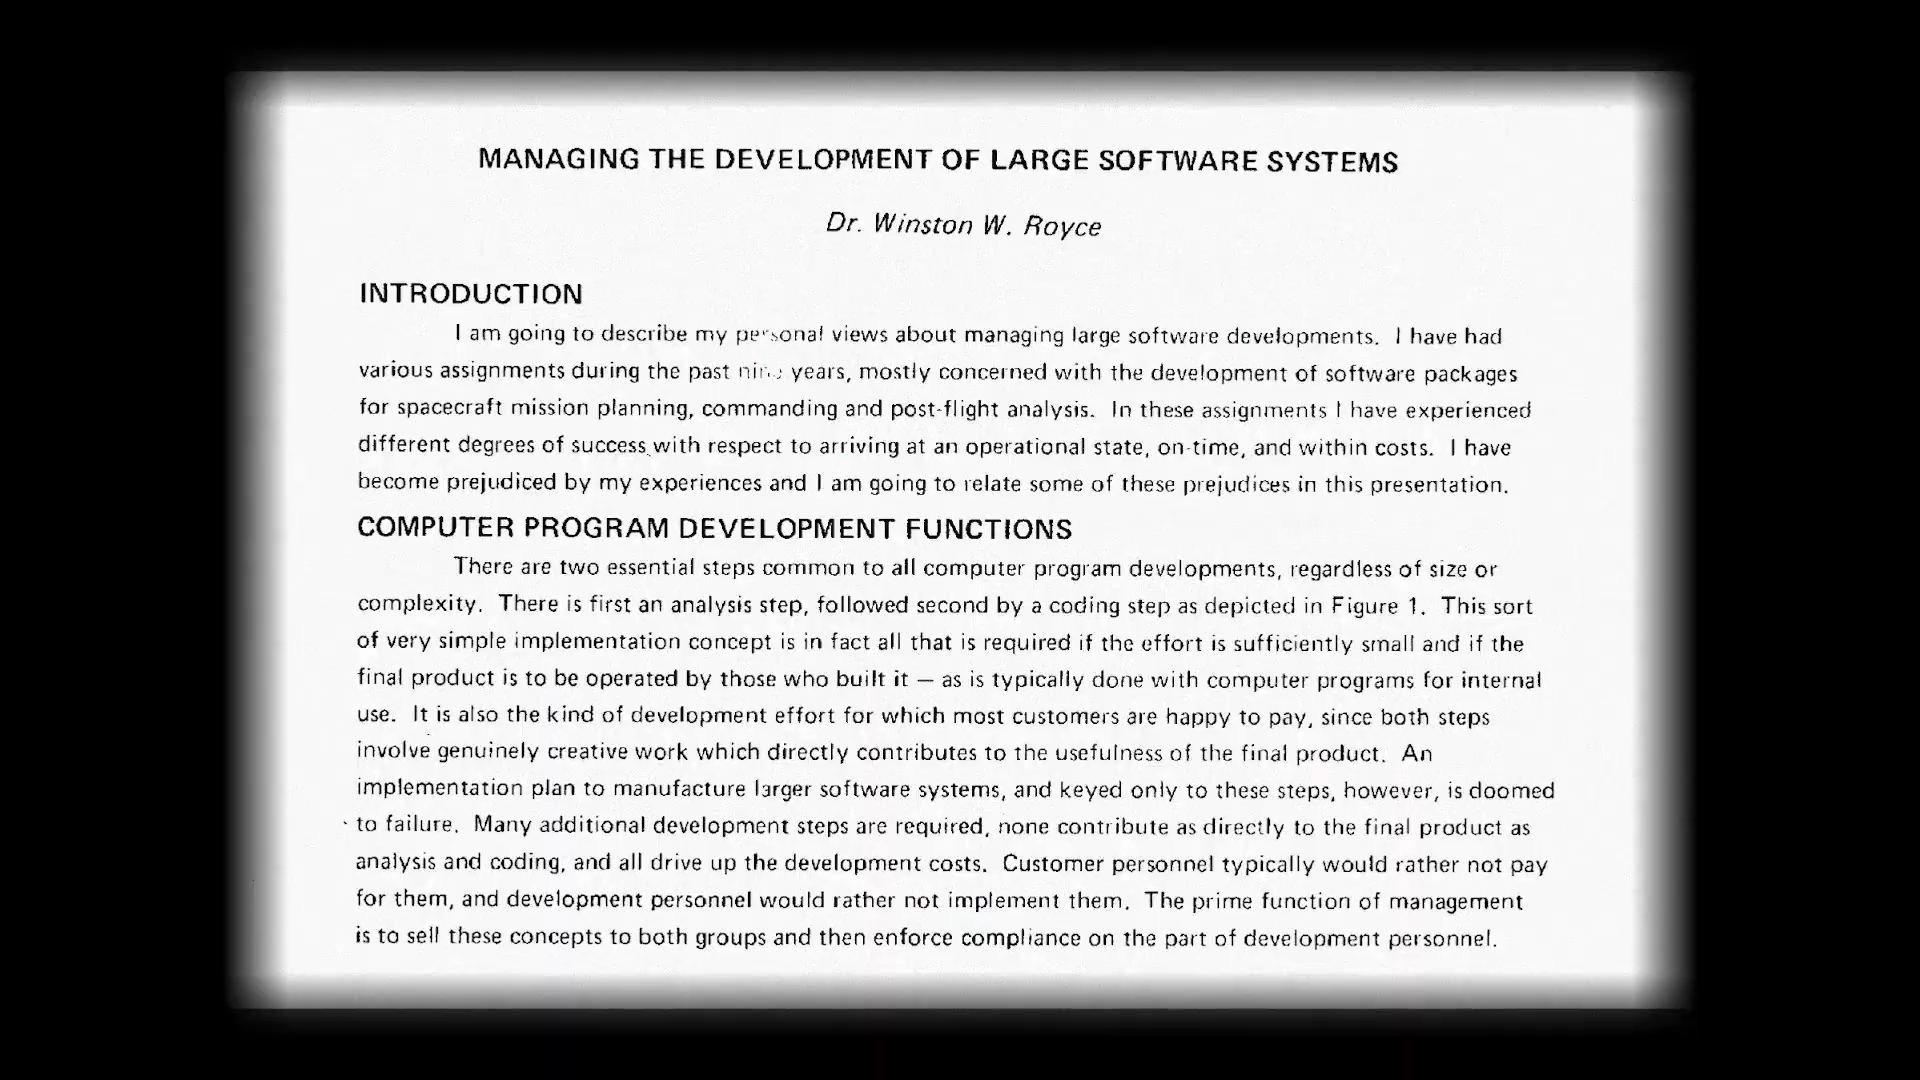 MANAGING THE DEVELOPMENT OF LARGE SOFTWARE SYSTEMS
Dr. Winston W. Royce
INTRODUCTION
I am going to describe my personal views about managing large software developments. I have had
various assignments during the past nine years, mostly concerned with the development of software packages
for spacecraft mission planning, commanding and post-flight analysis. In these assignments I have experienced
different degrees of success with respect to arriving at an operational state, on-time, and within costs. I have
become prejudiced by my experiences and I am going to relate some of these prejudices in this presentation.
COMPUTER PROGRAM DEVELOPMENT FUNCTIONS
There are two essential steps common to all computer program developments, regardless of size or
complexity. There is first an analysis step, followed second by a coding step as depicted in Figure 1. This sort
of very simple implementation concept is in fact all that is required if the effort is sufficiently small and if the
final product is to be operated by those who built it — as is typically done with computer programs for internal
use. It is also the kind of development effort for which most customers are happy to pay, since both steps
involve genuinely creative work which directly contributes to the usefulness of the final product. An
implementation plan to manufacture larger software systems, and keyed only to these steps, however, is doomed
to failure. Many additional development steps are required, none contribute as directly to the final product as
analysis and coding, and all drive up the development costs. Customer personnel typically would rather not pay
for them, and development personnel would rather not implement them. The prime function of management
is to sell these concepts to both groups and then enforce compliance on the part of development personnel.